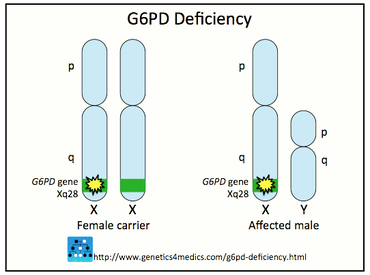 G6PD Deficiency
p
p
p
q
q
q
G6PD gene
Xq28
G6PD gene
Xq28
X
X
X
Y
Female carrier
Affected male
http://www.genetics4medics.com/g6pd-deficiency.html